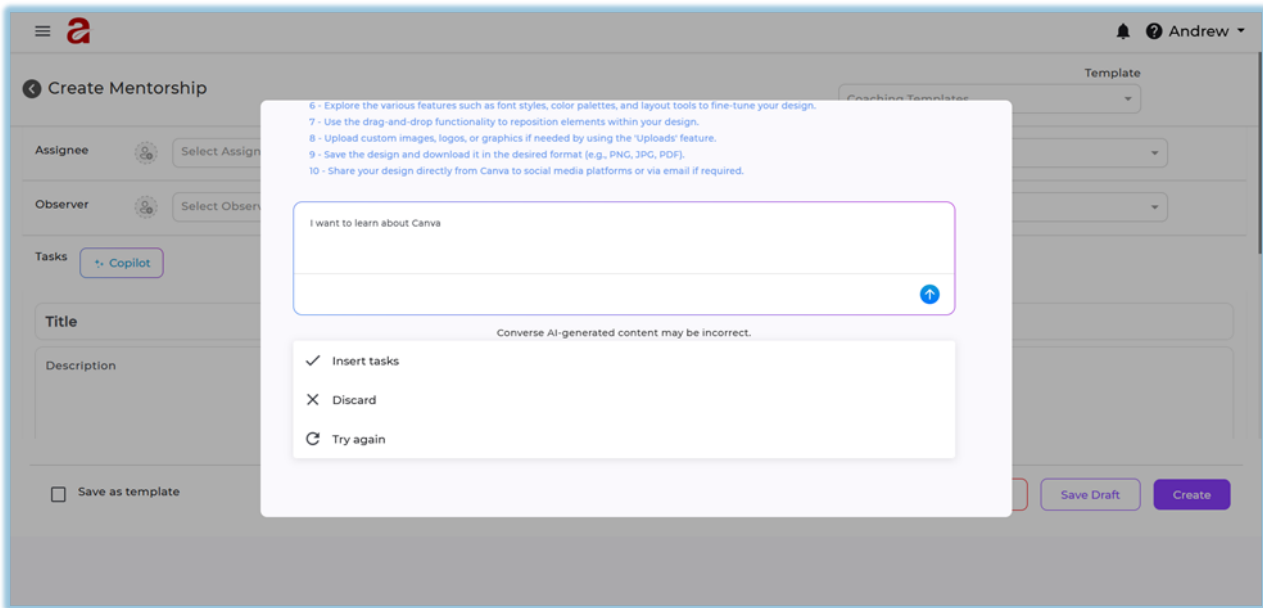 a
Andrew
Create Mentorship
Template
Coaching Templates
6 - Explore the various features such as font styles, color palettes, and layout tools to fine-tune your design.
7 - Use the drag-and-drop functionality to reposition elements within your design.
8 - Upload custom images, logos, or graphics if needed by using the 'Uploads' feature.
9 - Save the design and download it in the desired format (e.g., PNG, JPG, PDF).
10 - Share your design directly from Canva to social media platforms or via email if required.
Assignee
Select Assign
Observer
Select Observ
I want to learn about Canva
Tasks
Copilot
Title
Converse AI-generated content may be incorrect.
Description
Insert tasks
Discard
Try again
Save as template
Save Draft
Create